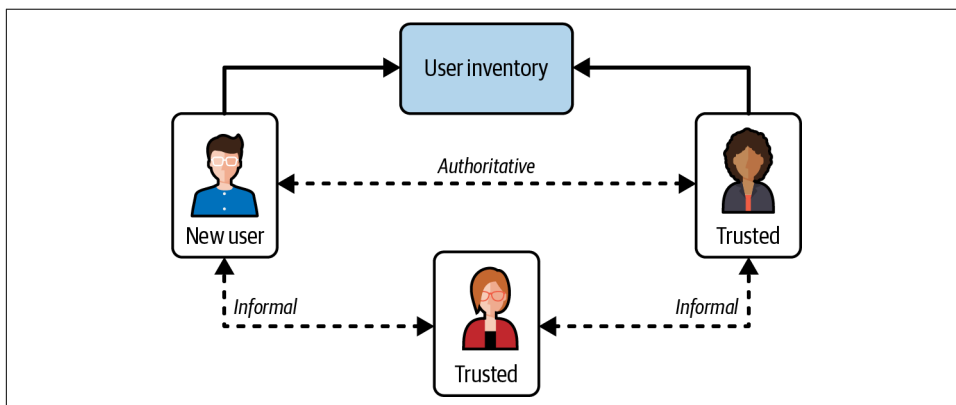 User inventory
Authoritative
New user
Trusted
Informal
Informal
Trusted